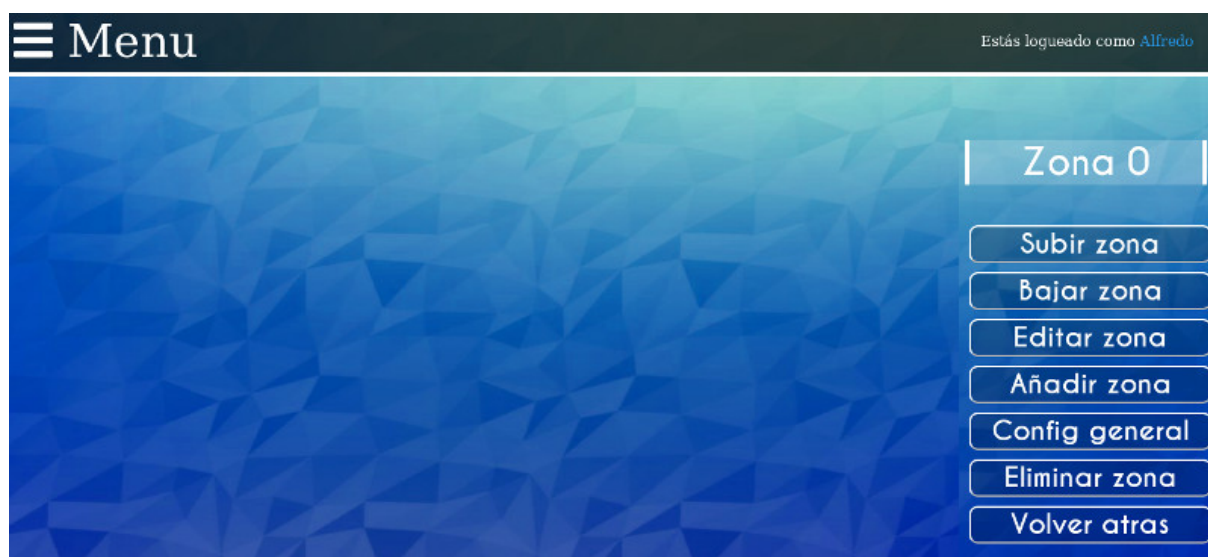 Menu
Estás logueado como Alfredo
Zona 0
Subir zona
Bajar zona
Editar zona
Añadir zona
Config general
Eliminar zona
Volver atras